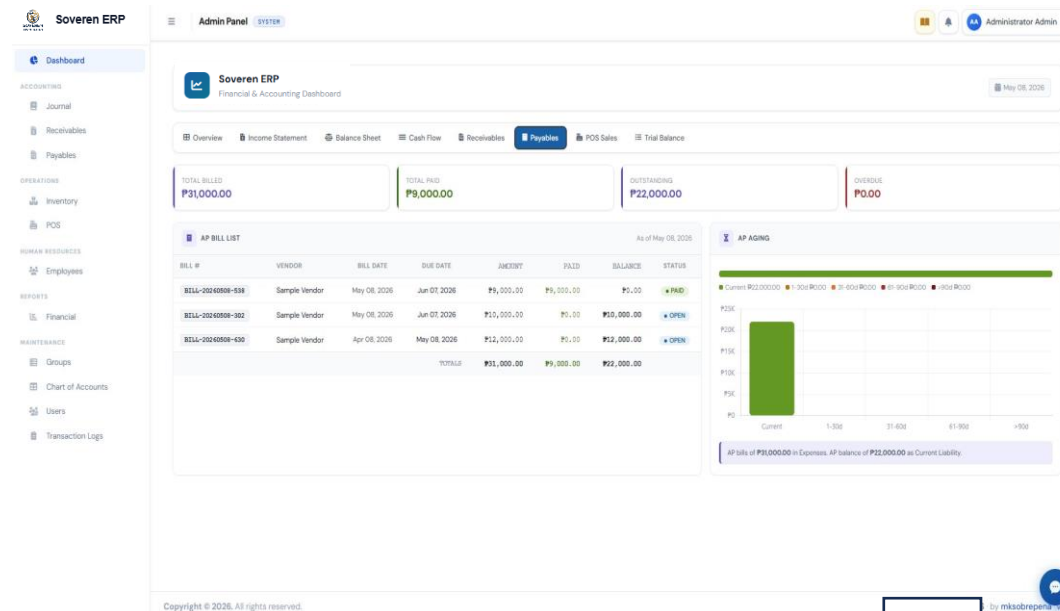 Soveren ERP
Admin Panel
SYSTEM
AA
Administrator Admin
Dashboard
ACCOUNTING
Journal
Receivables
Payables
OPERATIONS
Inventory
POS
HUMAN RESOURCES
Employees
REPORTS
Financial
MAINTENANCE
Groups
Chart of Accounts
Users
Transaction Logs
Soveren ERP
Financial & Accounting Dashboard
May 08, 2026
Overview Income Statement Balance Sheet Cash Flow Receivables Payables POS Sales Trial Balance
TOTAL BILLED
₱31,000.00
TOTAL PAID
₱9,000.00
OUTSTANDING
₱22,000.00
OVERDUE
₱0.00
AP BILL LIST
As of May 08, 2026
BILL # VENDOR BILL DATE DUE DATE AMOUNT PAID BALANCE STATUS
BILL-20260508-538 Sample Vendor May 08, 2026 Jun 07, 2026 ₱9,000.00 ₱9,000.00 ₱0.00 PAID
BILL-20260508-302 Sample Vendor May 08, 2026 Jun 07, 2026 ₱10,000.00 ₱0.00 ₱10,000.00 OPEN
BILL-20260508-630 Sample Vendor Apr 08, 2026 May 08, 2026 ₱12,000.00 ₱0.00 ₱12,000.00 OPEN
TOTALS ₱31,000.00 ₱9,000.00 ₱22,000.00
AP AGING
Current ₱22,000.00 1-30d ₱0.00 31-60d ₱0.00 61-90d ₱0.00 >90d ₱0.00
₱25K
₱20K
₱15K
₱10K
₱5K
₱0
Current 1-30d 31-60d 61-90d >90d
AP bills of ₱31,000.00 in Expenses. AP balance of ₱22,000.00 as Current Liability.
Copyright © 2026. All rights reserved.
by